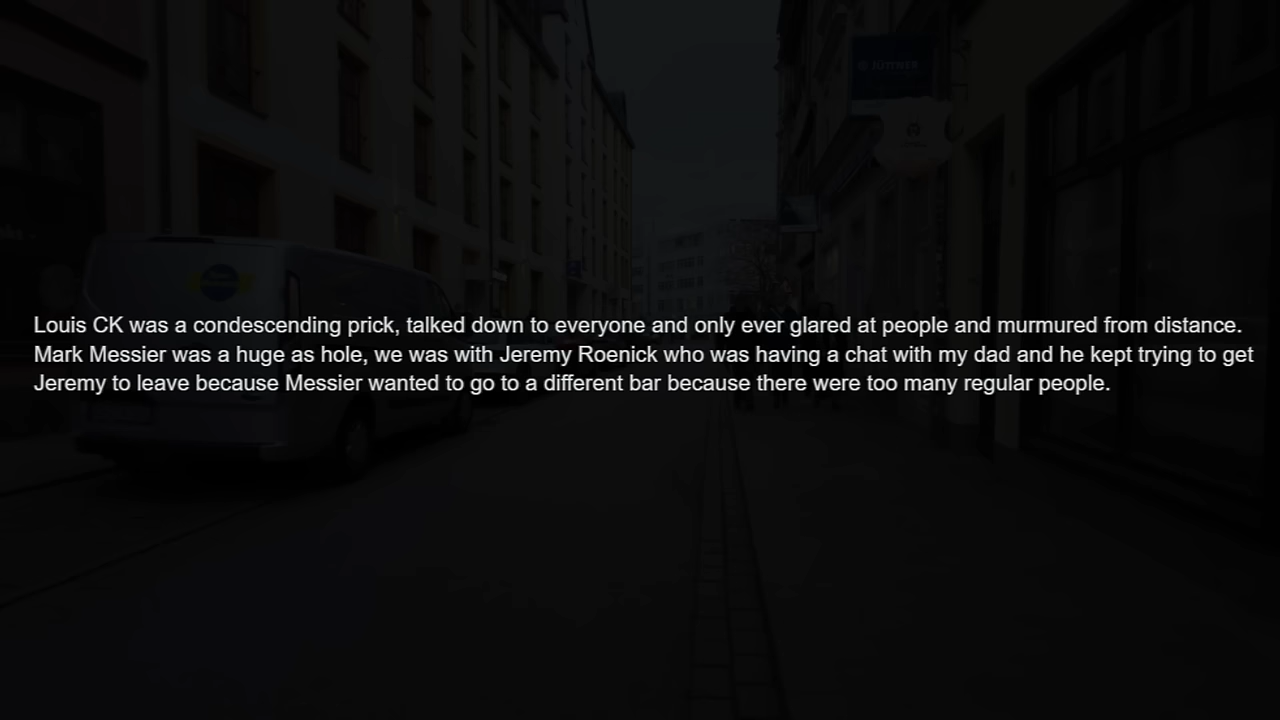 Louis CK was a condescending prick, talked down to everyone and only ever glared at people and murmured from distance.
Mark Messier was a huge as hole, we was with Jeremy Roenick who was having a chat with my dad and he kept trying to get
Jeremy to leave because Messier wanted to go to a different bar because there were too many regular people.